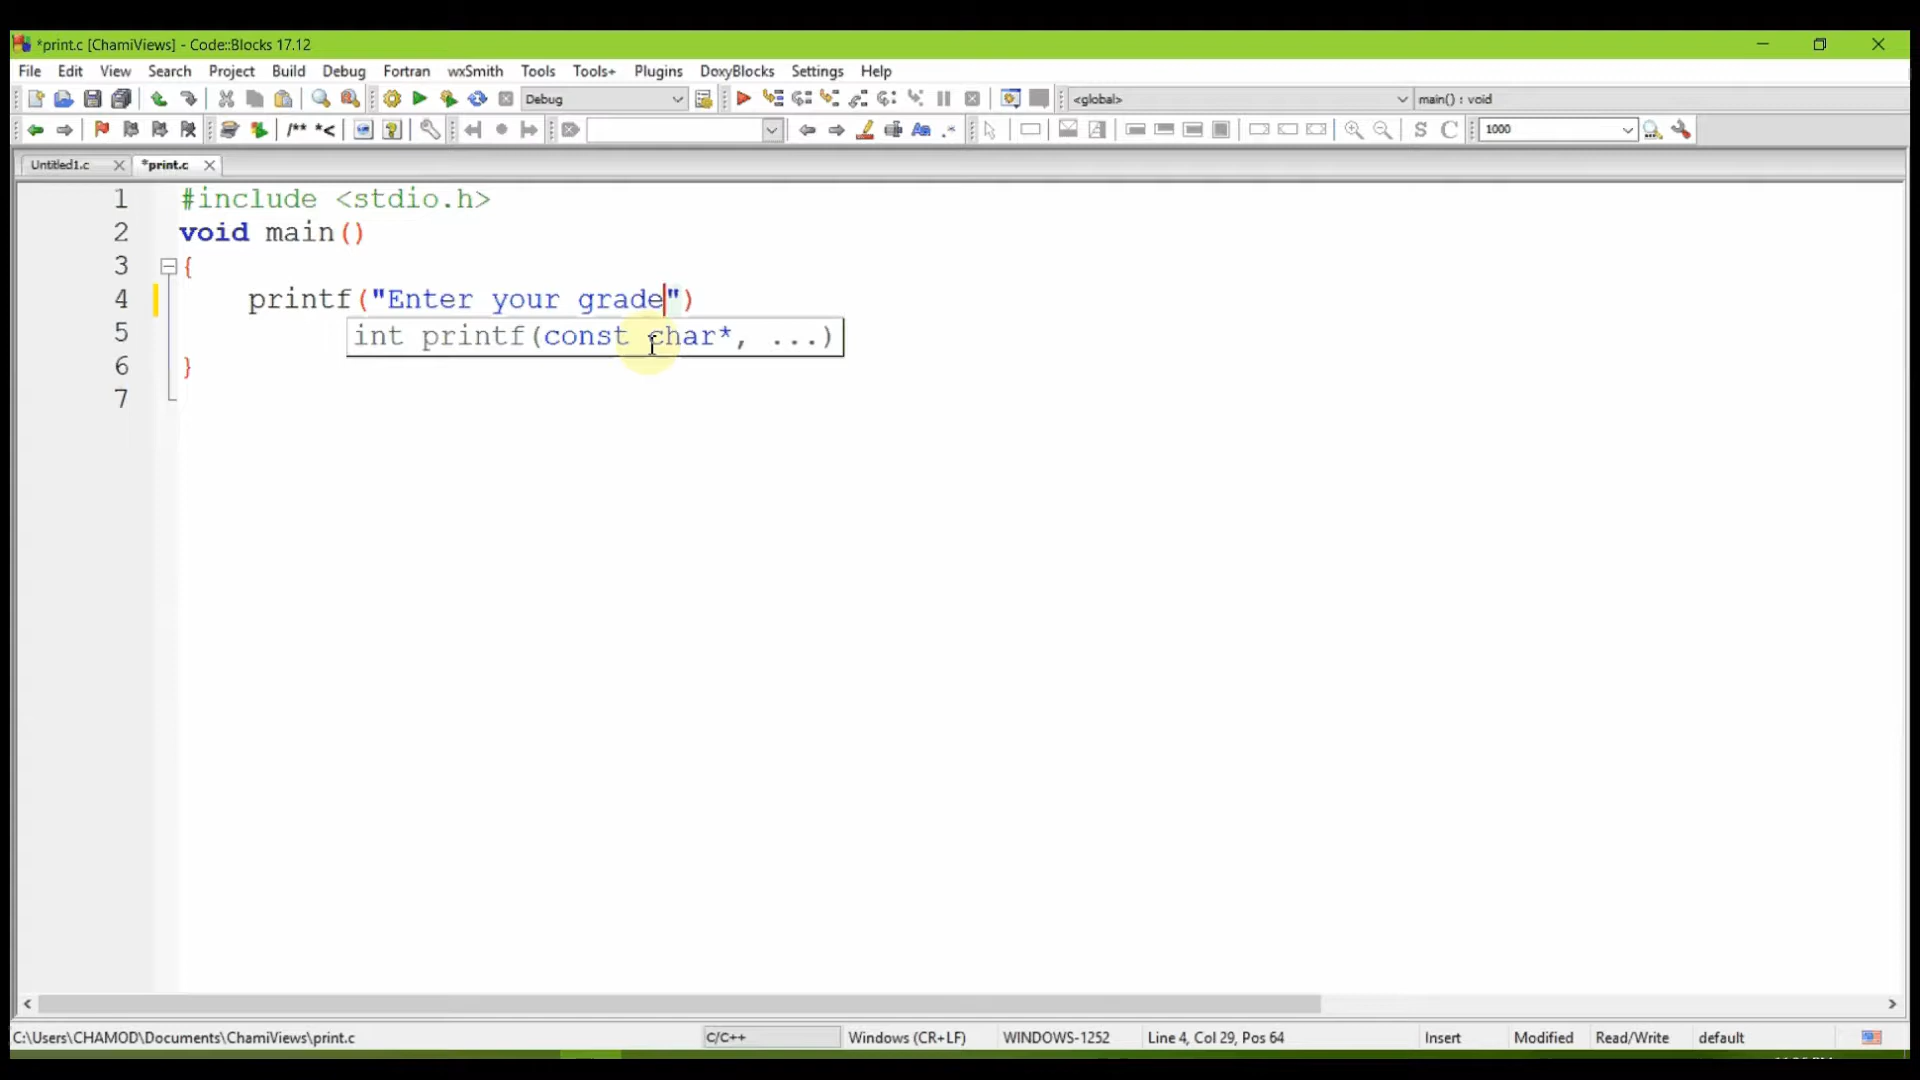 *print.c [ChamiViews] - Code::Blocks 17.12
File Edit View Search Project Build Debug Fortran wxSmith Tools Tools+ Plugins DoxyBlocks Settings Help
Debug <global> main() : void
/** *< Aa .* S C 1000
Untitled1.c *print.c
1 #include <stdio.h>
2 void main()
3 {
4 printf("Enter your grade")
5 int printf(const char*, ...)
6 }
7
C:\Users\CHAMOD\Documents\ChamiViews\print.c C/C++ Windows (CR+LF) WINDOWS-1252 Line 4, Col 29, Pos 64 Insert Modified Read/Write default